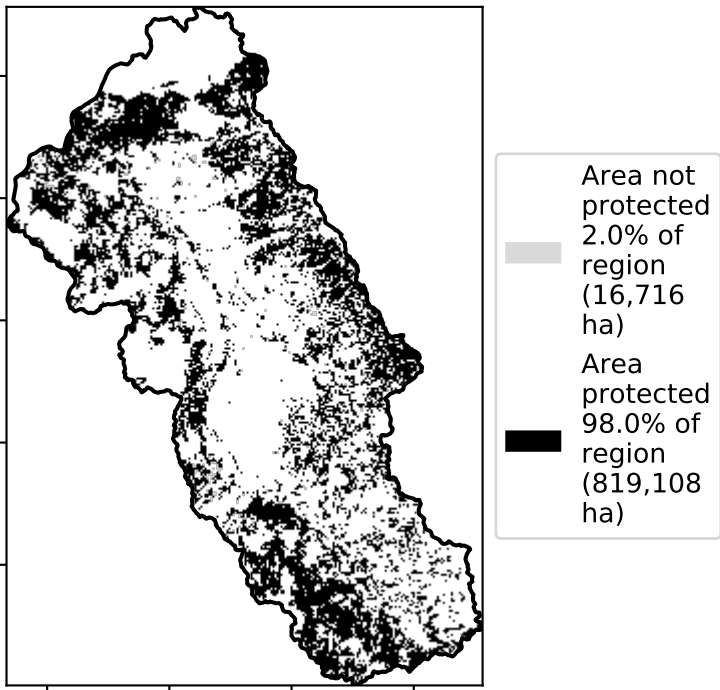 Area not
protected
2.0% of
region
(16,716
ha)
Area
protected
98.0% of
region
(819,108
ha)